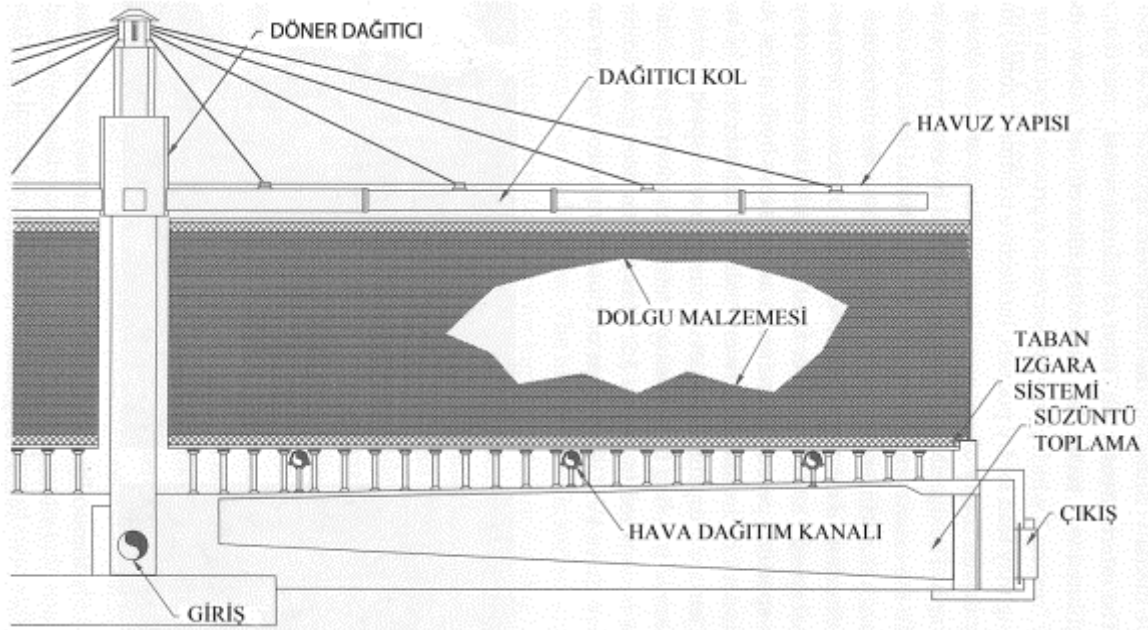 DÖNER DAĞITICI
DAĞITICI KOL
HAVUZ YAPISI
DOLGU MALZEMESİ
TABAN
IZGARA
SİSTEMİ
SÜZÜNTÜ
TOPLAMA
HAVA DAĞITIM KANALI
ÇIKIŞ
GİRİŞ